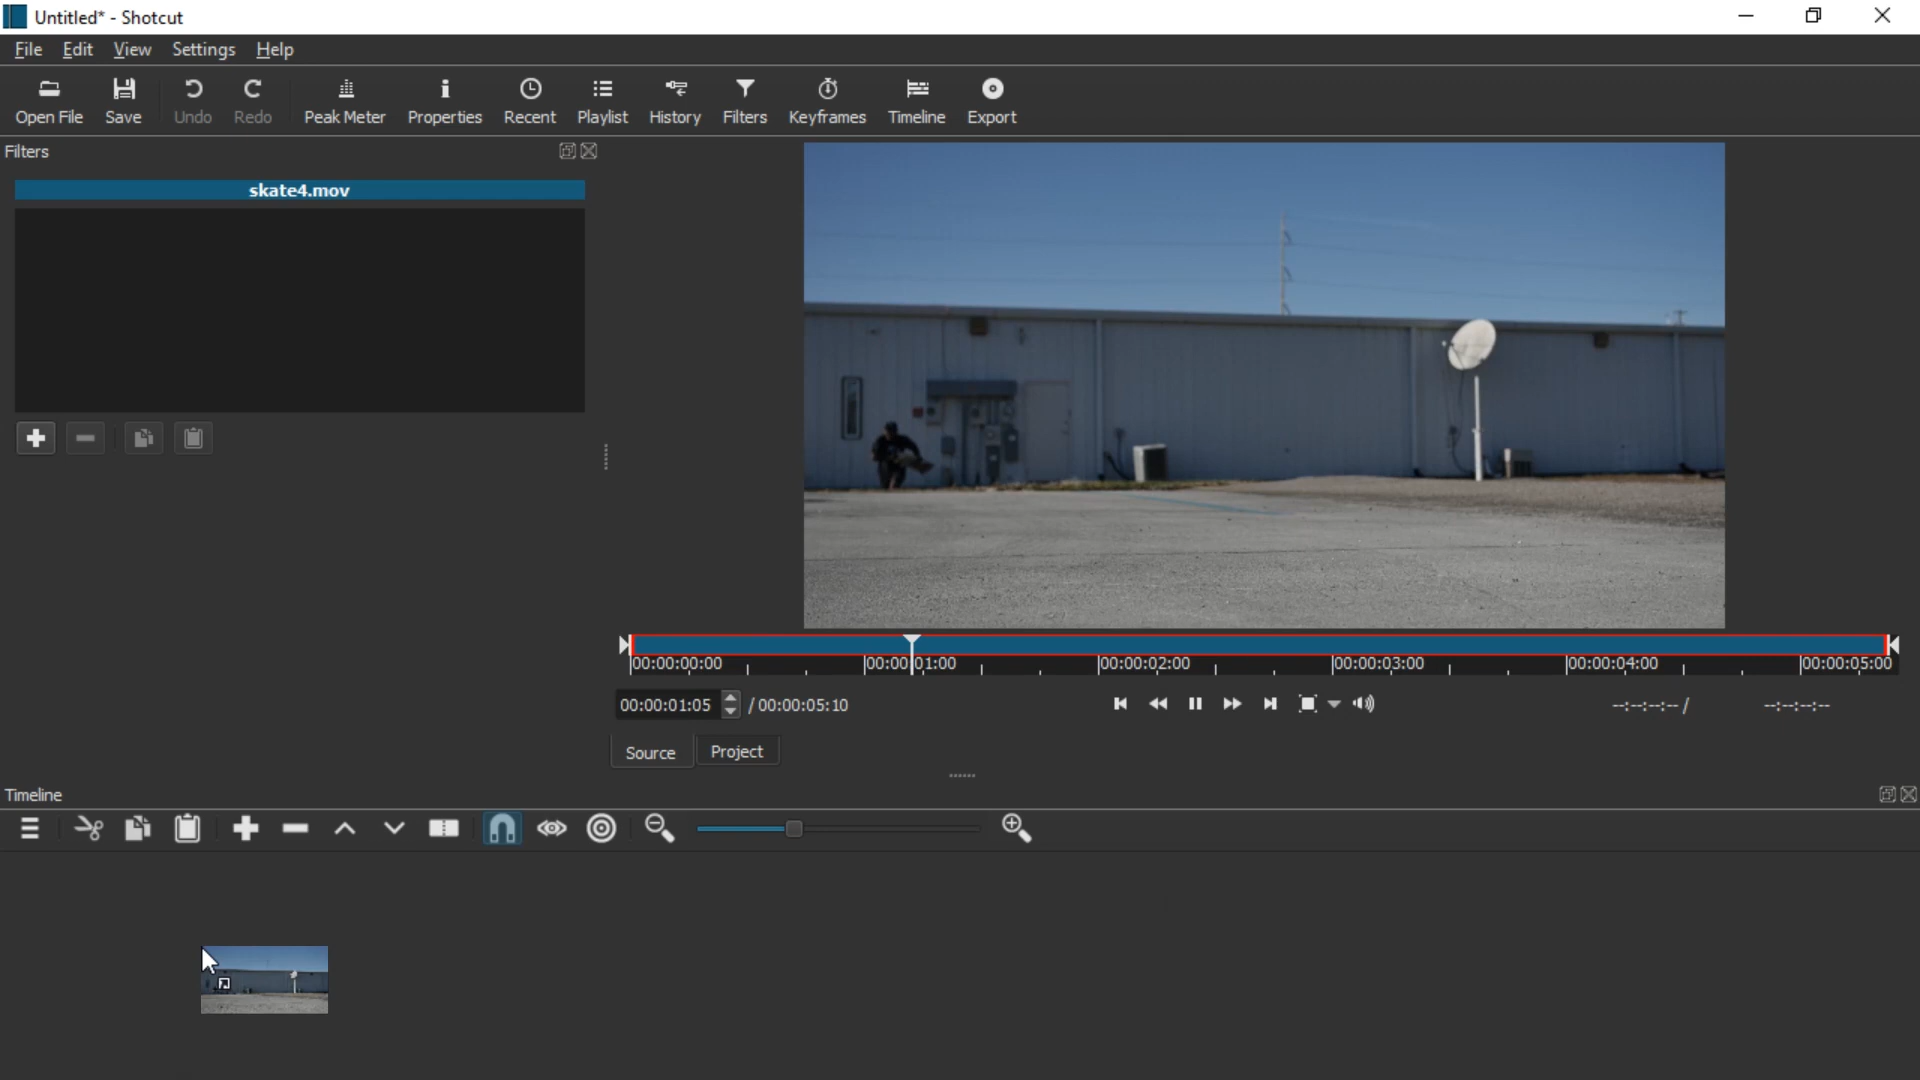 Untitled* - Shotcut
File Edit View Settings Help
Open File Save Undo Redo Peak Meter Properties Recent Playlist History Filters Keyframes Timeline Export
Filters
skate4.mov
00:00:00:00 00:00:01:00 00:00:02:00 00:00:03:00 00:00:04:00 00:00:05:00
00:00:01:05 / 00:00:05:10 --:--:--:-- / --:--:--:--
Source Project
Timeline